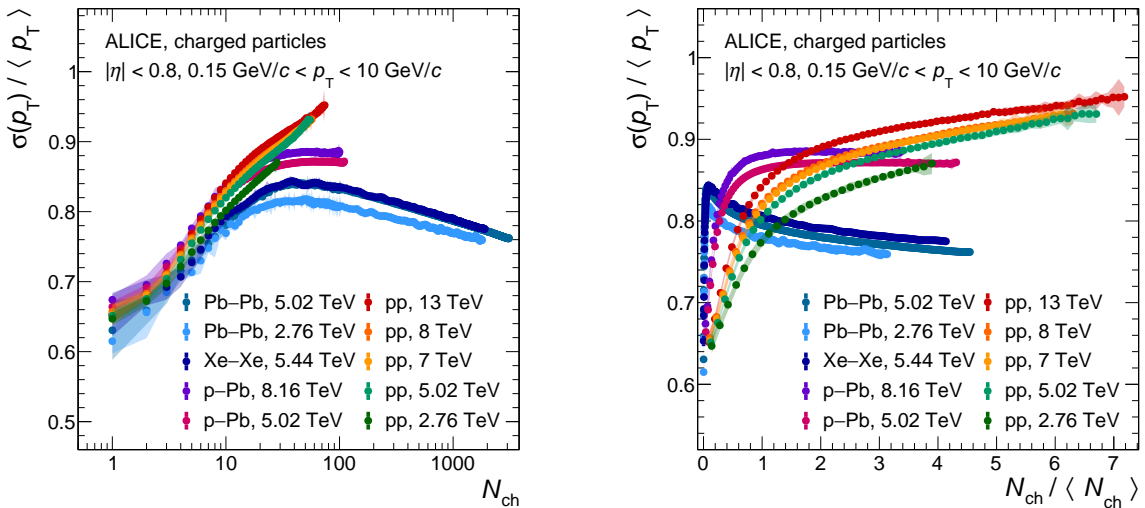 ALICE, charged particles
|η| < 0.8, 0.15 GeV/c < p_T < 10 GeV/c
σ(p_T) / ⟨ p_T ⟩
1
0.9
0.8
0.7
0.6
0.5
Pb–Pb, 5.02 TeV
Pb–Pb, 2.76 TeV
Xe–Xe, 5.44 TeV
p–Pb, 8.16 TeV
p–Pb, 5.02 TeV
pp, 13 TeV
pp, 8 TeV
pp, 7 TeV
pp, 5.02 TeV
pp, 2.76 TeV
1 10 100 1000
N_ch
ALICE, charged particles
|η| < 0.8, 0.15 GeV/c < p_T < 10 GeV/c
σ(p_T) / ⟨ p_T ⟩
1
0.9
0.8
0.7
0.6
Pb–Pb, 5.02 TeV
Pb–Pb, 2.76 TeV
Xe–Xe, 5.44 TeV
p–Pb, 8.16 TeV
p–Pb, 5.02 TeV
pp, 13 TeV
pp, 8 TeV
pp, 7 TeV
pp, 5.02 TeV
pp, 2.76 TeV
0 1 2 3 4 5 6 7
N_ch / ⟨ N_ch ⟩